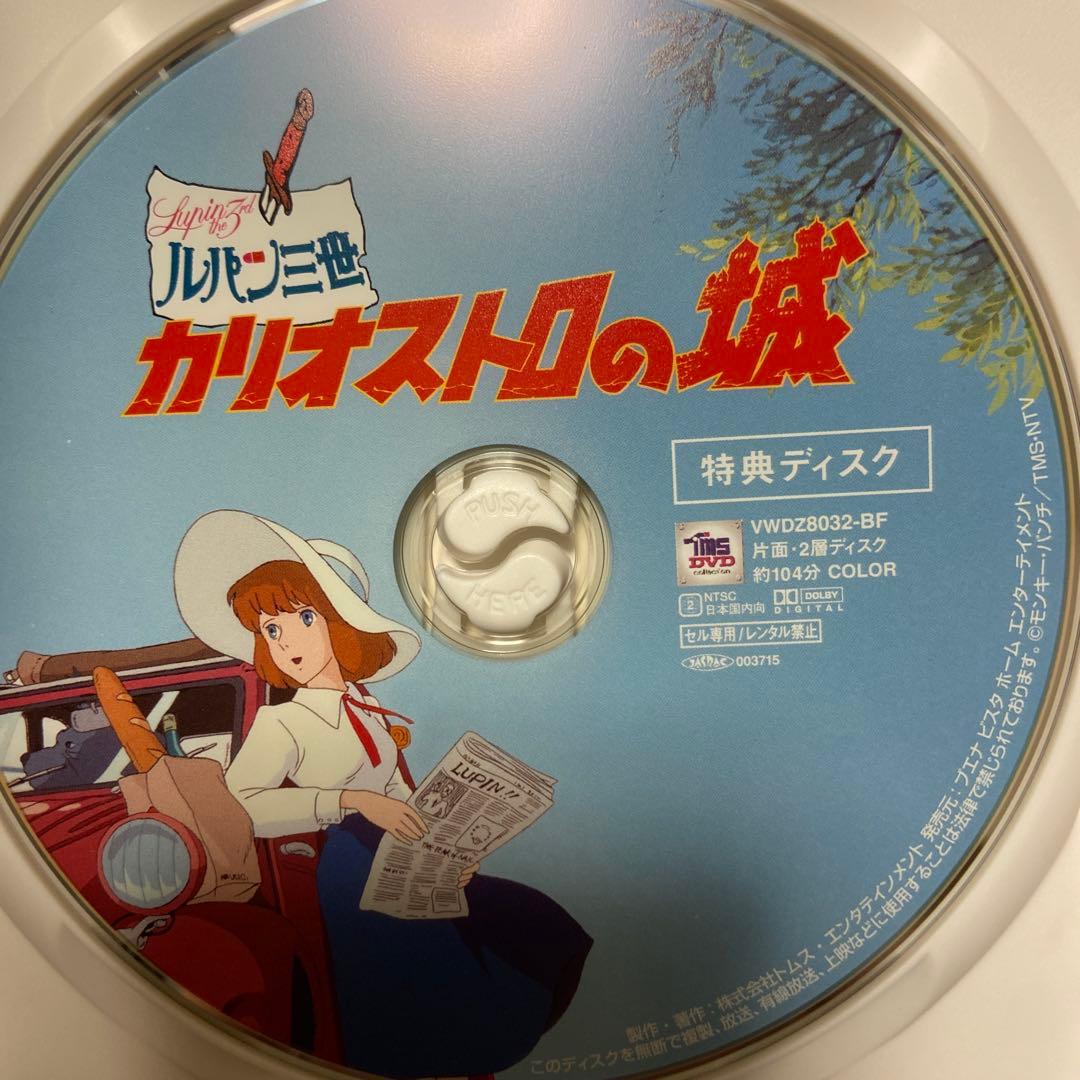 Lupin the 3rd
ルパン三世
カリオストロの城
特典ディスク
TMS
DVD
collection
VWDZ8032-BF
片面・2層ディスク
約104分 COLOR
2
NTSC
日本国内向
DOLBY
DIGITAL
セル専用/レンタル禁止
JASRAC 003715
PUSH
HERE
LUPIN!!
製作・著作:株式会社トムス・エンタテインメント 発売元:ブエナ ビスタ ホーム エンターテイメント
このディスクを無断で複製、放送、有線放送、上映などに使用することは法律で禁じられております。©モンキー・パンチ/TMS・NTV